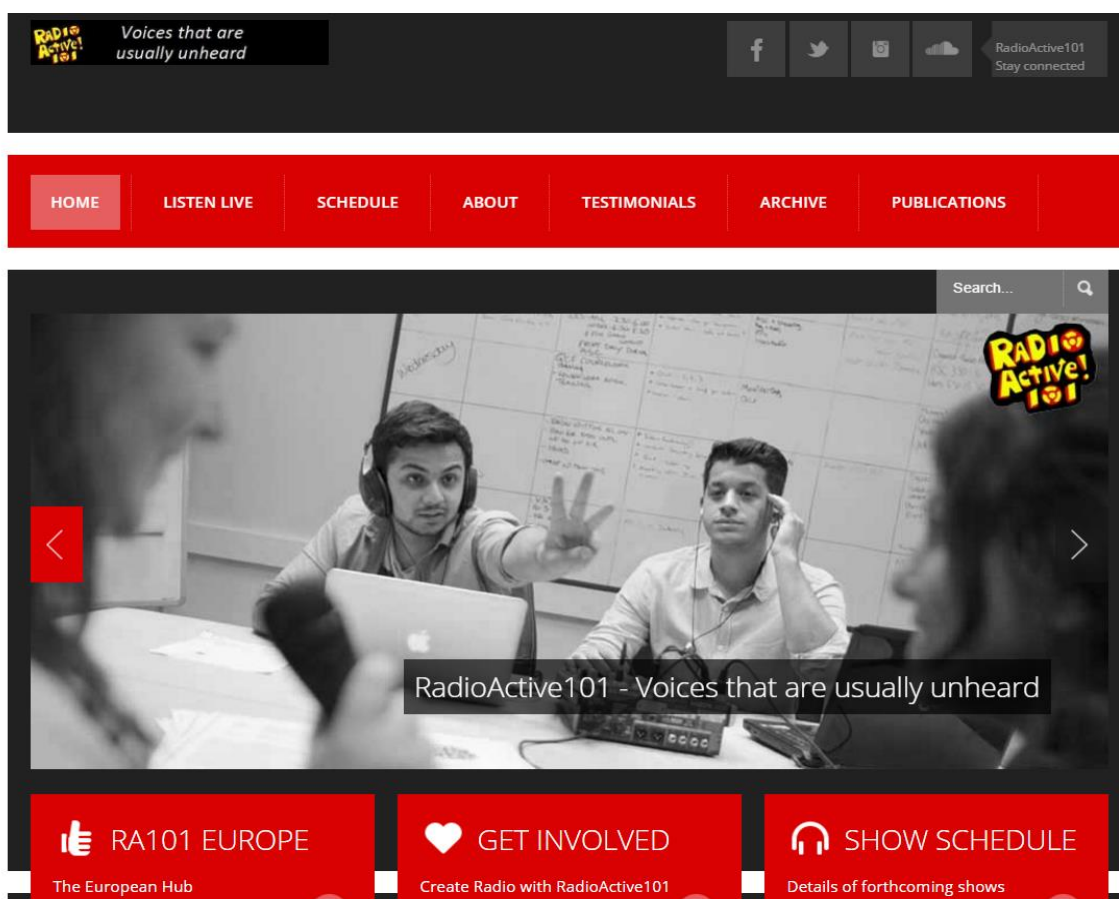 RADIO
ACTIVE!
101
Voices that are
usually unheard
RadioActive101
Stay connected
HOME LISTEN LIVE SCHEDULE ABOUT TESTIMONIALS ARCHIVE PUBLICATIONS
Search...
RADIO
ACTIVE!
101
Wednesday
RadioActive101 - Voices that are usually unheard
RA101 EUROPE
The European Hub
GET INVOLVED
Create Radio with RadioActive101
SHOW SCHEDULE
Details of forthcoming shows